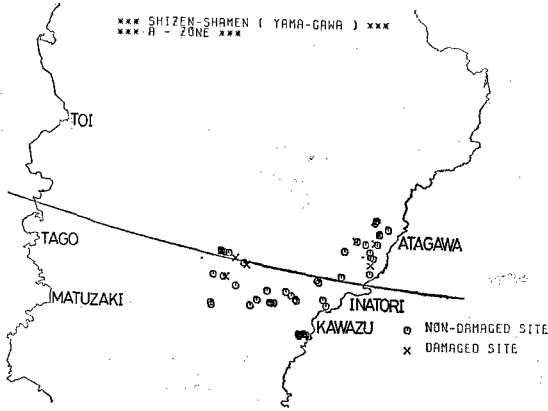 *** SHIZEN-SHAMEN ( YAMA-GAWA ) ***
*** A - ZONE ***
TOI
TAGO
ATAGAWA
MATUZAKI
INATORI
KAWAZU
NON-DAMAGED SITE
DAMAGED SITE